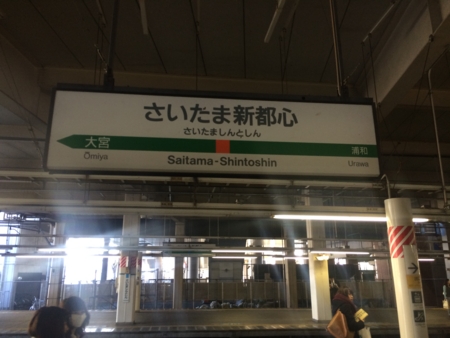 さいたま新都心
さいたましんとしん
大宮
浦和
Ōmiya
Saitama-Shintoshin
Urawa